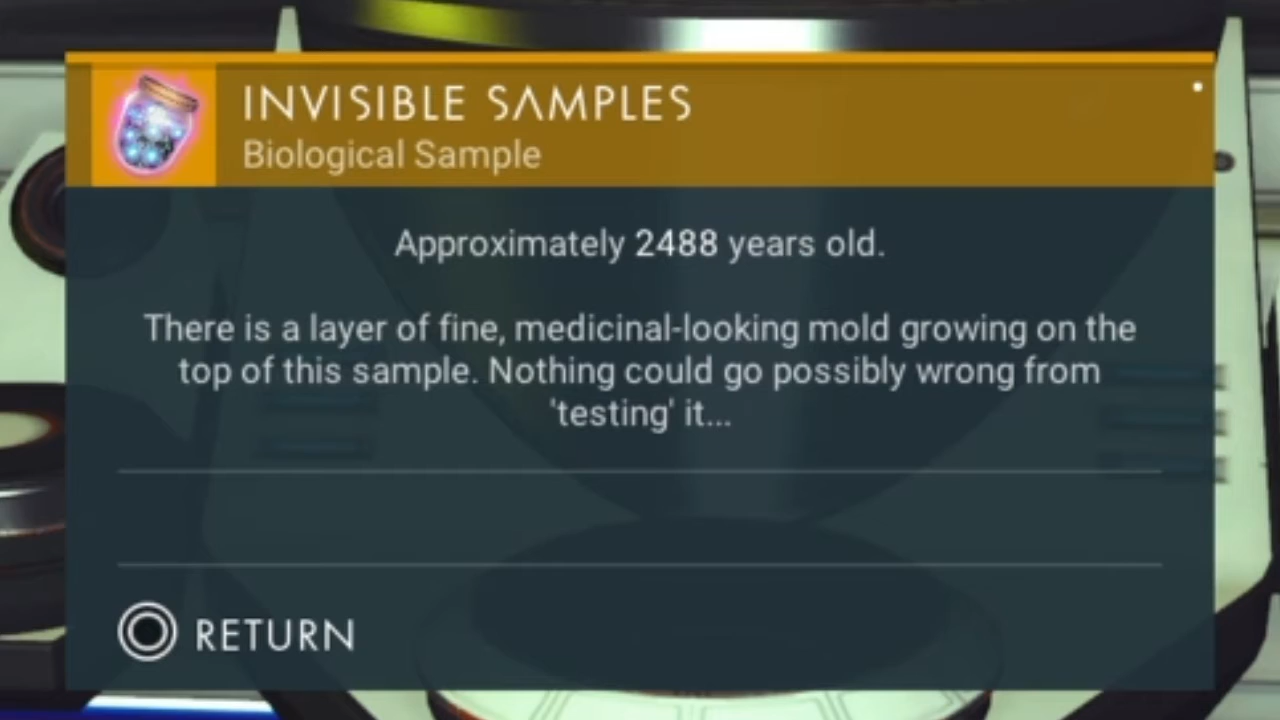 INVISIBLE SAMPLES
Biological Sample
Approximately 2488 years old.
There is a layer of fine, medicinal-looking mold growing on the
top of this sample. Nothing could go possibly wrong from
'testing' it...
RETURN